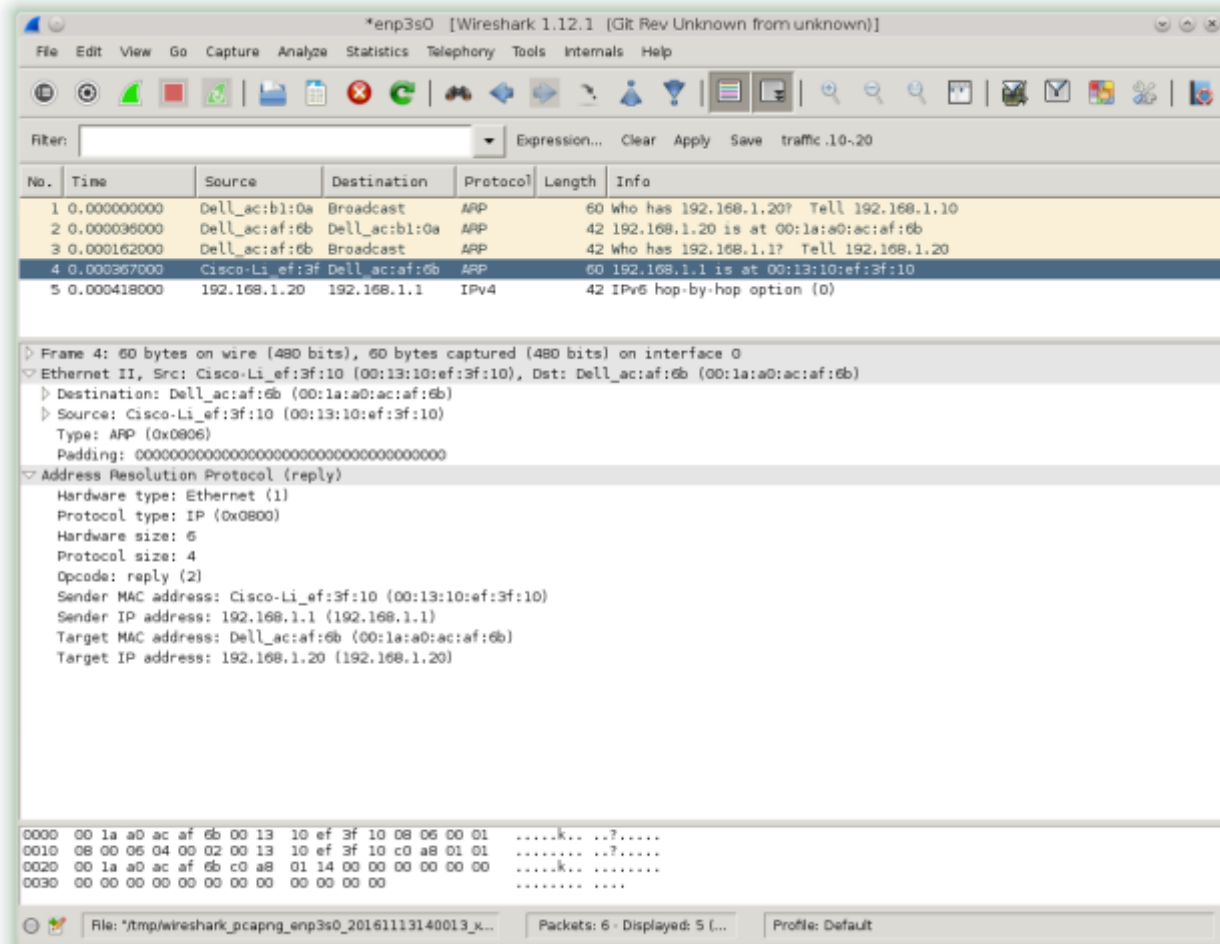 *enp3s0 [Wireshark 1.12.1 (Git Rev Unknown from unknown)]
File Edit View Go Capture Analyze Statistics Telephony Tools Internals Help
Filter: Expression... Clear Apply Save traffic .10-.20
No. Time Source Destination Protocol Length Info
1 0.000000000 Dell_ac:b1:0a Broadcast ARP 60 Who has 192.168.1.20? Tell 192.168.1.10
2 0.000036000 Dell_ac:af:6b Dell_ac:b1:0a ARP 42 192.168.1.20 is at 00:1a:a0:ac:af:6b
3 0.000162000 Dell_ac:af:6b Broadcast ARP 42 Who has 192.168.1.1? Tell 192.168.1.20
4 0.000367000 Cisco-Li_ef:3f Dell_ac:af:6b ARP 60 192.168.1.1 is at 00:13:10:ef:3f:10
5 0.000418000 192.168.1.20 192.168.1.1 IPv4 42 IPv6 hop-by-hop option (0)
Frame 4: 60 bytes on wire (480 bits), 60 bytes captured (480 bits) on interface 0
Ethernet II, Src: Cisco-Li_ef:3f:10 (00:13:10:ef:3f:10), Dst: Dell_ac:af:6b (00:1a:a0:ac:af:6b)
Destination: Dell_ac:af:6b (00:1a:a0:ac:af:6b)
Source: Cisco-Li_ef:3f:10 (00:13:10:ef:3f:10)
Type: ARP (0x0806)
Padding: 000000000000000000000000000000000000
Address Resolution Protocol (reply)
Hardware type: Ethernet (1)
Protocol type: IP (0x0800)
Hardware size: 6
Protocol size: 4
Opcode: reply (2)
Sender MAC address: Cisco-Li_ef:3f:10 (00:13:10:ef:3f:10)
Sender IP address: 192.168.1.1 (192.168.1.1)
Target MAC address: Dell_ac:af:6b (00:1a:a0:ac:af:6b)
Target IP address: 192.168.1.20 (192.168.1.20)
0000 00 1a a0 ac af 6b 00 13 10 ef 3f 10 08 06 00 01 .....k.. ..?.....
0010 08 00 06 04 00 02 00 13 10 ef 3f 10 c0 a8 01 01 ........ ..?.....
0020 00 1a a0 ac af 6b c0 a8 01 14 00 00 00 00 00 00 .....k.. ........
0030 00 00 00 00 00 00 00 00 00 00 00 00 ........ ....
File: "/tmp/wireshark_pcapng_enp3s0_20161113140013_x... Packets: 6 · Displayed: 5 (... Profile: Default